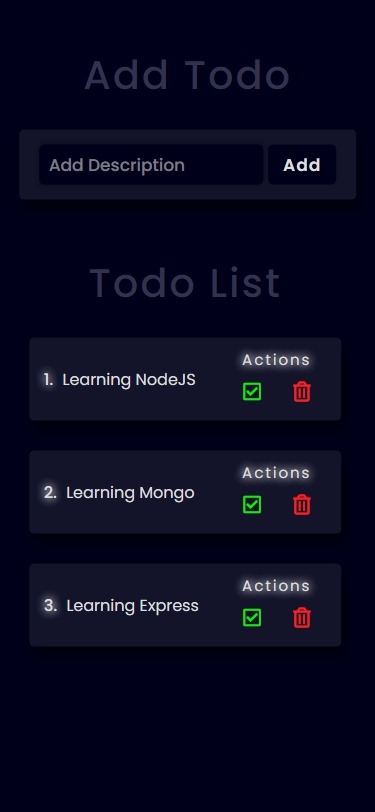 Add Todo
Add Description
Add
Todo List
Actions
1. Learning NodeJS
Actions
2. Learning Mongo
Actions
3. Learning Express